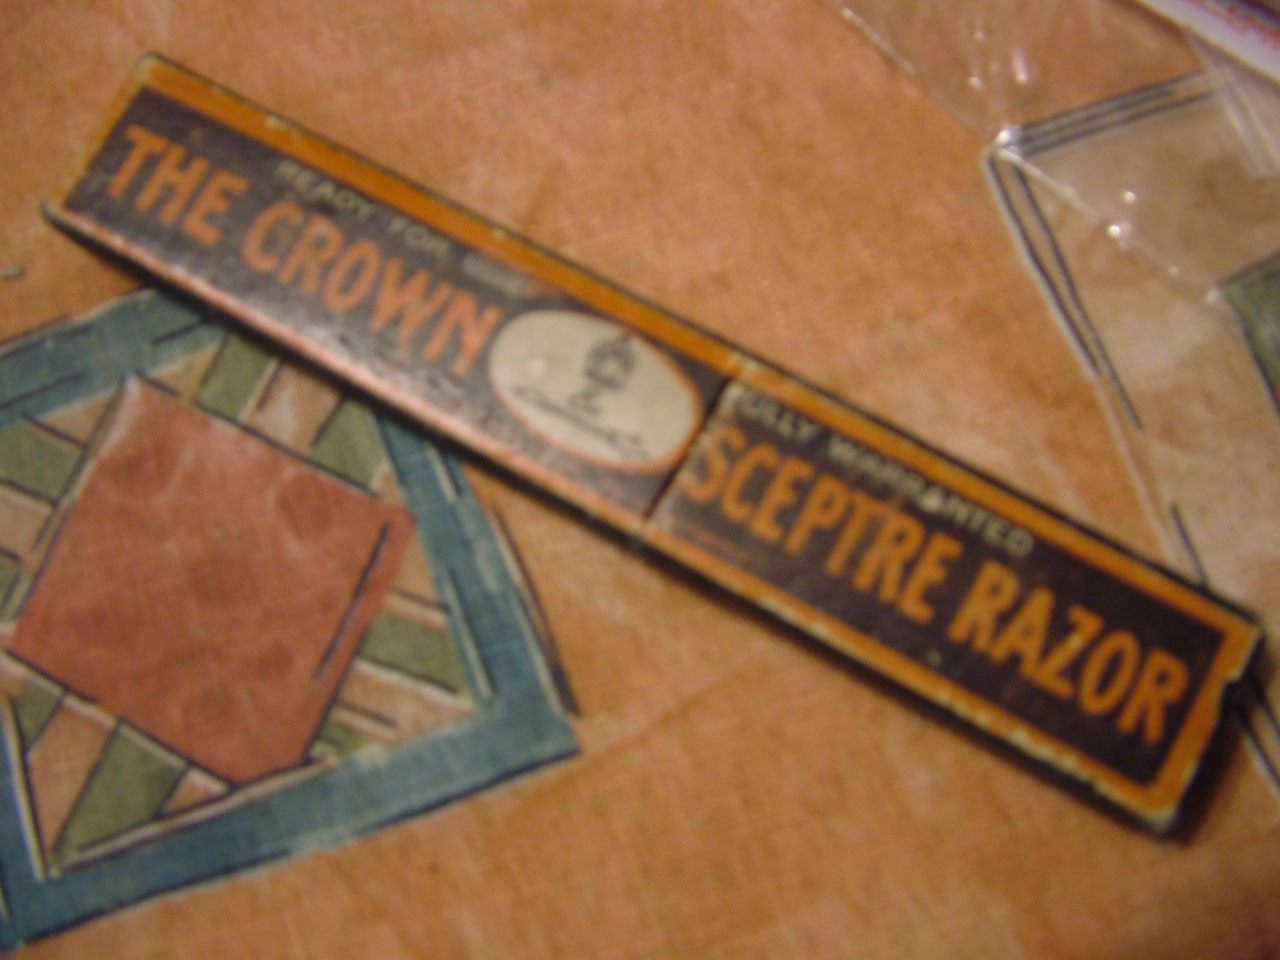 READY FOR USE
THE CROWN
FULLY WARRANTED
SCEPTRE RAZOR